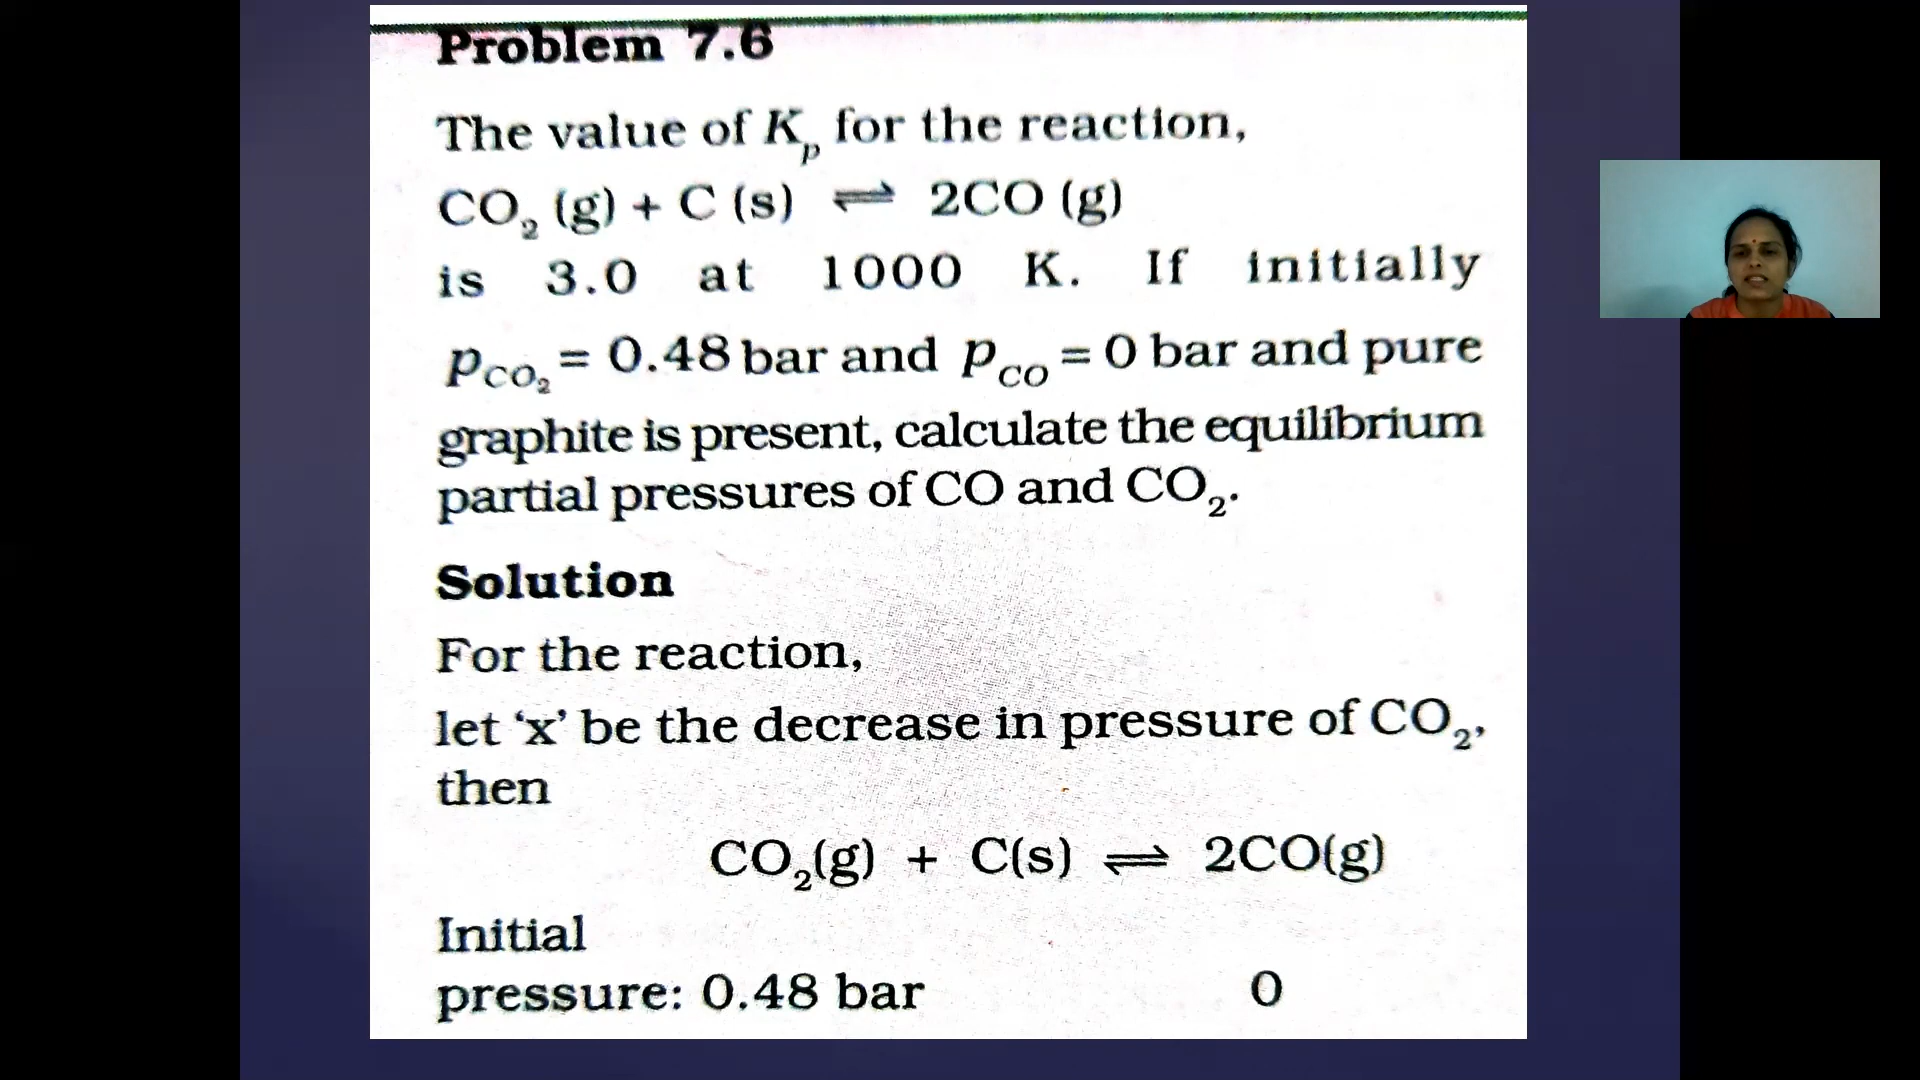 Problem 7.6
The value of Kp for the reaction,
CO2 (g) + C (s) ⇌ 2CO (g)
is 3.0 at 1000 K. If initially
pCO2 = 0.48 bar and pCO = 0 bar and pure
graphite is present, calculate the equilibrium
partial pressures of CO and CO2.
Solution
For the reaction,
let ‘x’ be the decrease in pressure of CO2,
then
CO2(g) + C(s) ⇌ 2CO(g)
Initial
pressure: 0.48 bar 0